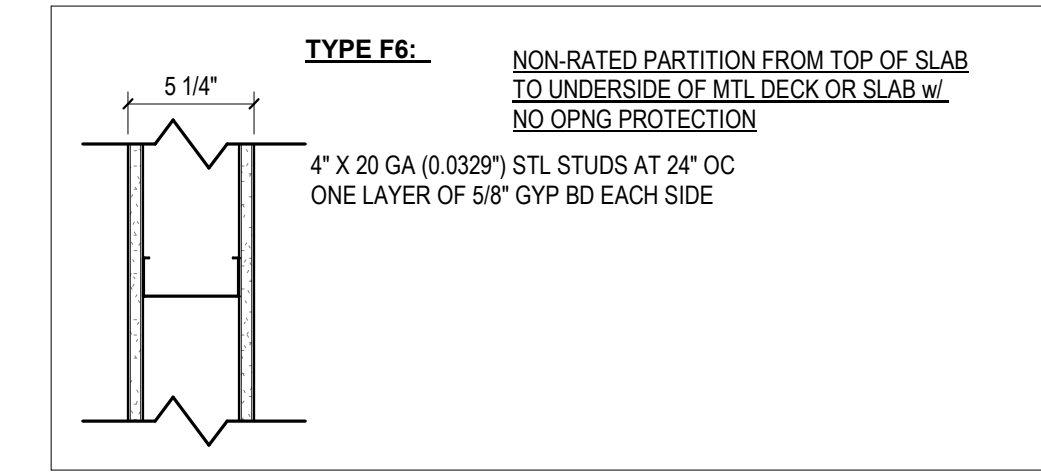 TYPE F6:
NON-RATED PARTITION FROM TOP OF SLAB
TO UNDERSIDE OF MTL DECK OR SLAB w/
NO OPNG PROTECTION
5 1/4"
4" X 20 GA (0.0329") STL STUDS AT 24" OC
ONE LAYER OF 5/8" GYP BD EACH SIDE